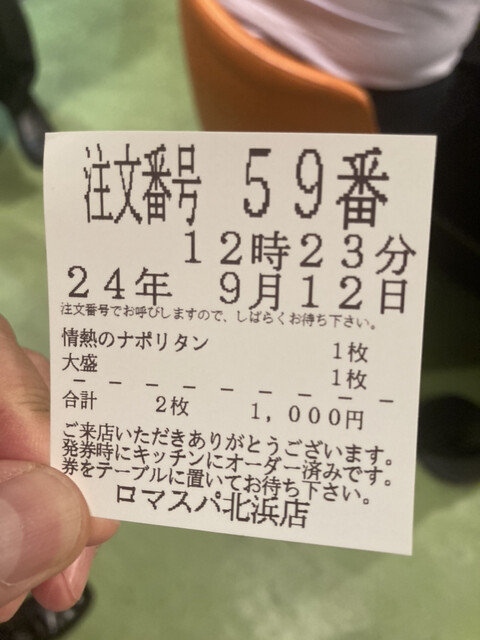 注文番号 59番
12時23分
24年 9月12日
注文番号でお呼びしますので、しばらくお待ち下さい。
情熱のナポリタン 1枚
大盛 1枚
合計 2枚 1,000円
ご来店いただきありがとうございます。
発券時にキッチンにオーダー済みです。
券をテーブルに置いてお待ち下さい。
ロマスパ北浜店